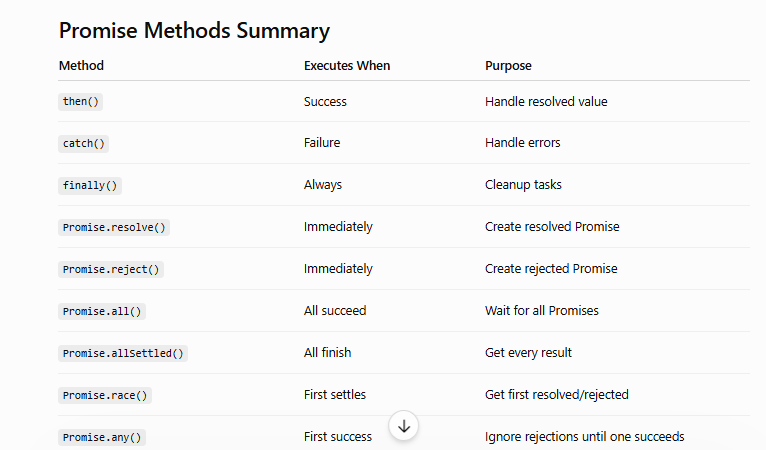 Promise Methods Summary
Method Executes When Purpose
then() Success Handle resolved value
catch() Failure Handle errors
finally() Always Cleanup tasks
Promise.resolve() Immediately Create resolved Promise
Promise.reject() Immediately Create rejected Promise
Promise.all() All succeed Wait for all Promises
Promise.allSettled() All finish Get every result
Promise.race() First settles Get first resolved/rejected
Promise.any() First success Ignore rejections until one succeeds